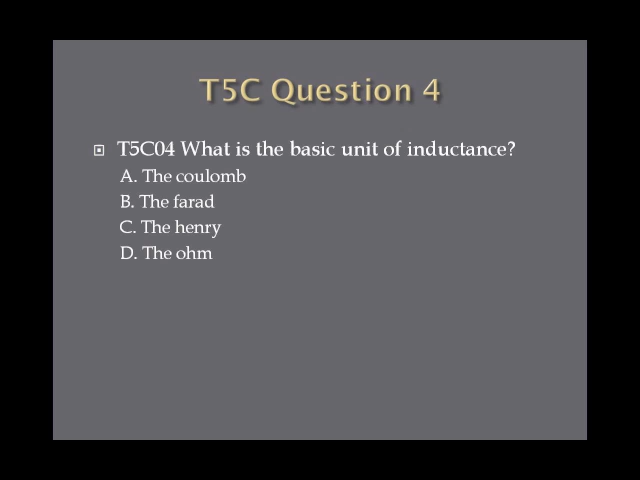 T5C Question 4
T5C04 What is the basic unit of inductance?
A. The coulomb
B. The farad
C. The henry
D. The ohm